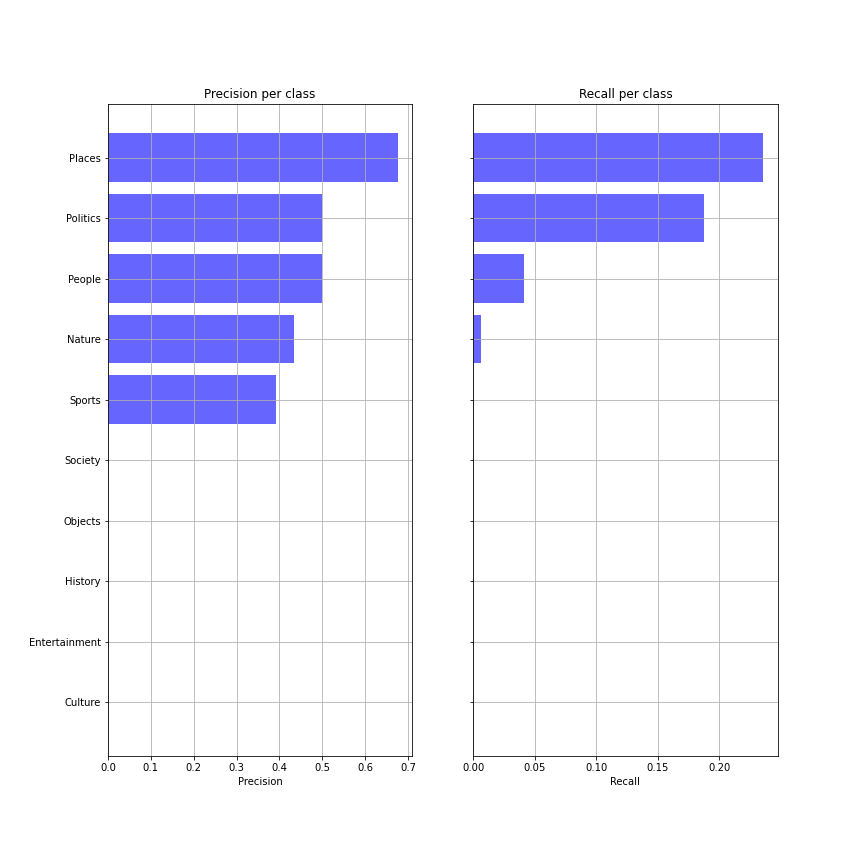 Precision per class
Recall per class
Places
Politics
People
Nature
Sports
Society
Objects
History
Entertainment
Culture
0.0 0.1 0.2 0.3 0.4 0.5 0.6 0.7
0.00 0.05 0.10 0.15 0.20
Precision
Recall